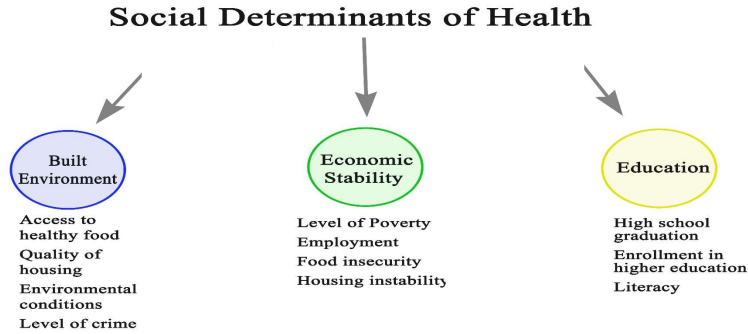 Social Determinants of Health
Built
Environment
Access to
healthy food
Quality of
housing
Environmental
conditions
Level of crime
Economic
Stability
Level of Poverty
Employment
Food insecurity
Housing instability
Education
High school
graduation
Enrollment in
higher education
Literacy